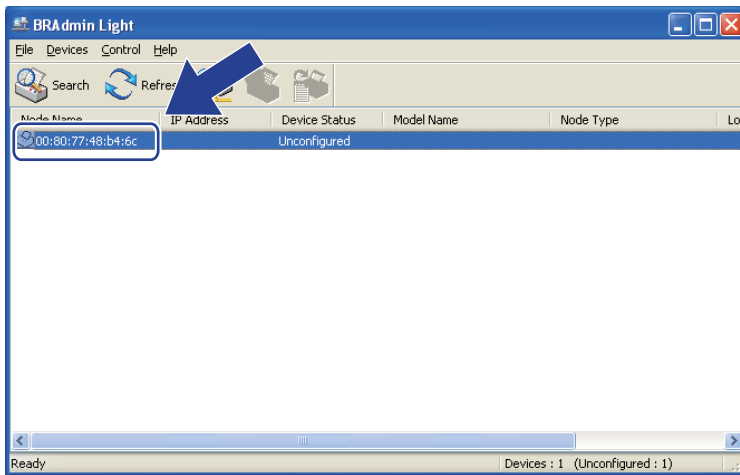 BRAdmin Light
File Devices Control Help
Search Refres
Node Name IP Address Device Status Model Name Node Type Lo
00:80:77:48:b4:6c Unconfigured
Ready Devices : 1 (Unconfigured : 1)